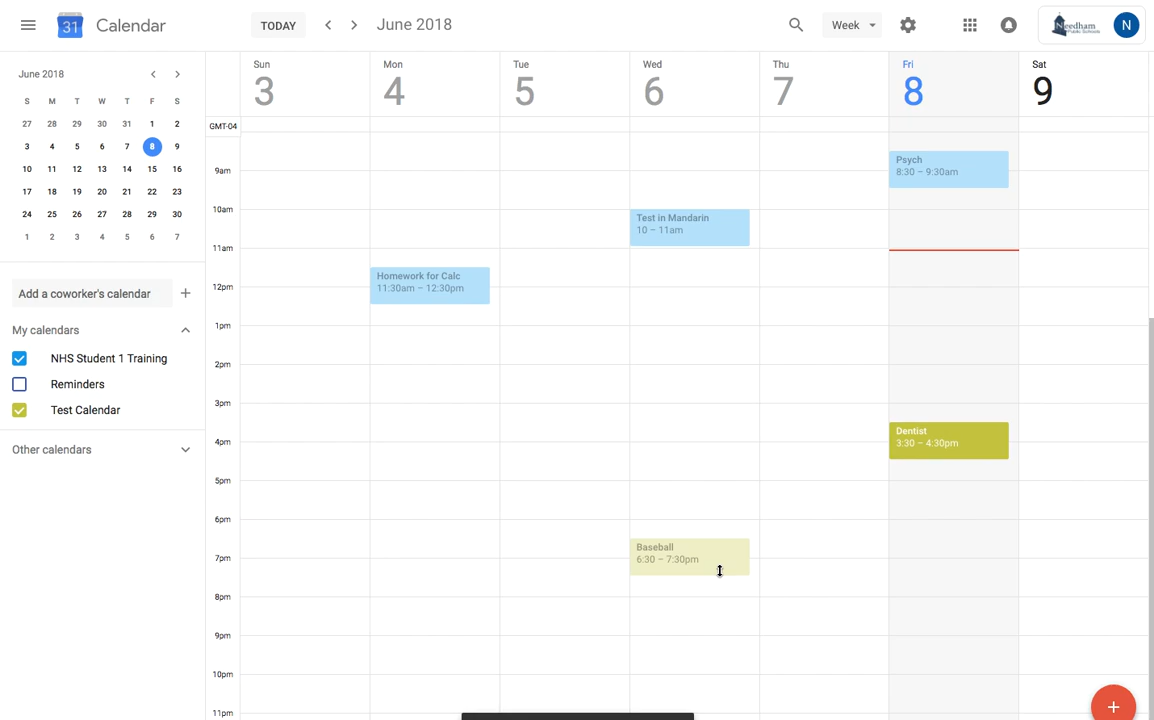 31 Calendar TODAY June 2018 Week Needham Public Schools N
June 2018
S M T W T F S
27 28 29 30 31 1 2
3 4 5 6 7 8 9
10 11 12 13 14 15 16
17 18 19 20 21 22 23
24 25 26 27 28 29 30
1 2 3 4 5 6 7
Add a coworker's calendar +
My calendars
NHS Student 1 Training
Reminders
Test Calendar
Other calendars
Sun Mon Tue Wed Thu Fri Sat
3 4 5 6 7 8 9
GMT-04
9am
10am
11am
12pm
1pm
2pm
3pm
4pm
5pm
6pm
7pm
8pm
9pm
10pm
11pm
Psych
8:30 – 9:30am
Test in Mandarin
10 – 11am
Homework for Calc
11:30am – 12:30pm
Dentist
3:30 – 4:30pm
Baseball
6:30 – 7:30pm
+